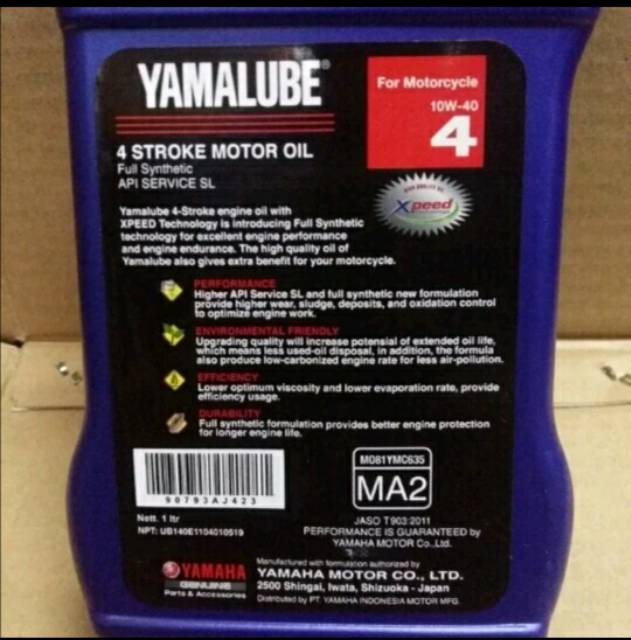 YAMALUBE®
For Motorcycle
10W-40
4
4 STROKE MOTOR OIL
Full Synthetic
API SERVICE SL
Xpeed
Yamalube 4-Stroke engine oil with
XPEED Technology is introducing Full Synthetic
technology for excellent engine performance
and engine endurance. The high quality oil of
Yamalube also gives extra benefit for your motorcycle.
PERFORMANCE
Higher API Service SL and full synthetic new formulation
provide higher wear, sludge, deposits, and oxidation control
to optimize engine work.
ENVIRONMENTAL FRIENDLY
Upgrading quality will increase potensial of extended oil life,
which means less used-oil disposal, in addition, the formula
also produce low-carbonized engine rate for less air-pollution.
EFFICIENCY
Lower optimum viscosity and lower evaporation rate, provide
efficiency usage.
DURABILITY
Full synthetic formulation provides better engine protection
for longer engine life.
90793AJ423
Nett. 1 ltr
NPT: UB140E1104010519
M081YMC635
MA2
JASO T903:2011
PERFORMANCE IS GUARANTEED by
YAMAHA MOTOR Co.,Ltd.
YAMAHA
GENUINE
Parts & Accessories
Manufactured with formulation authorized by
YAMAHA MOTOR CO., LTD.
2500 Shingai, Iwata, Shizuoka - Japan
Distributed by PT. YAMAHA INDONESIA MOTOR MFG.